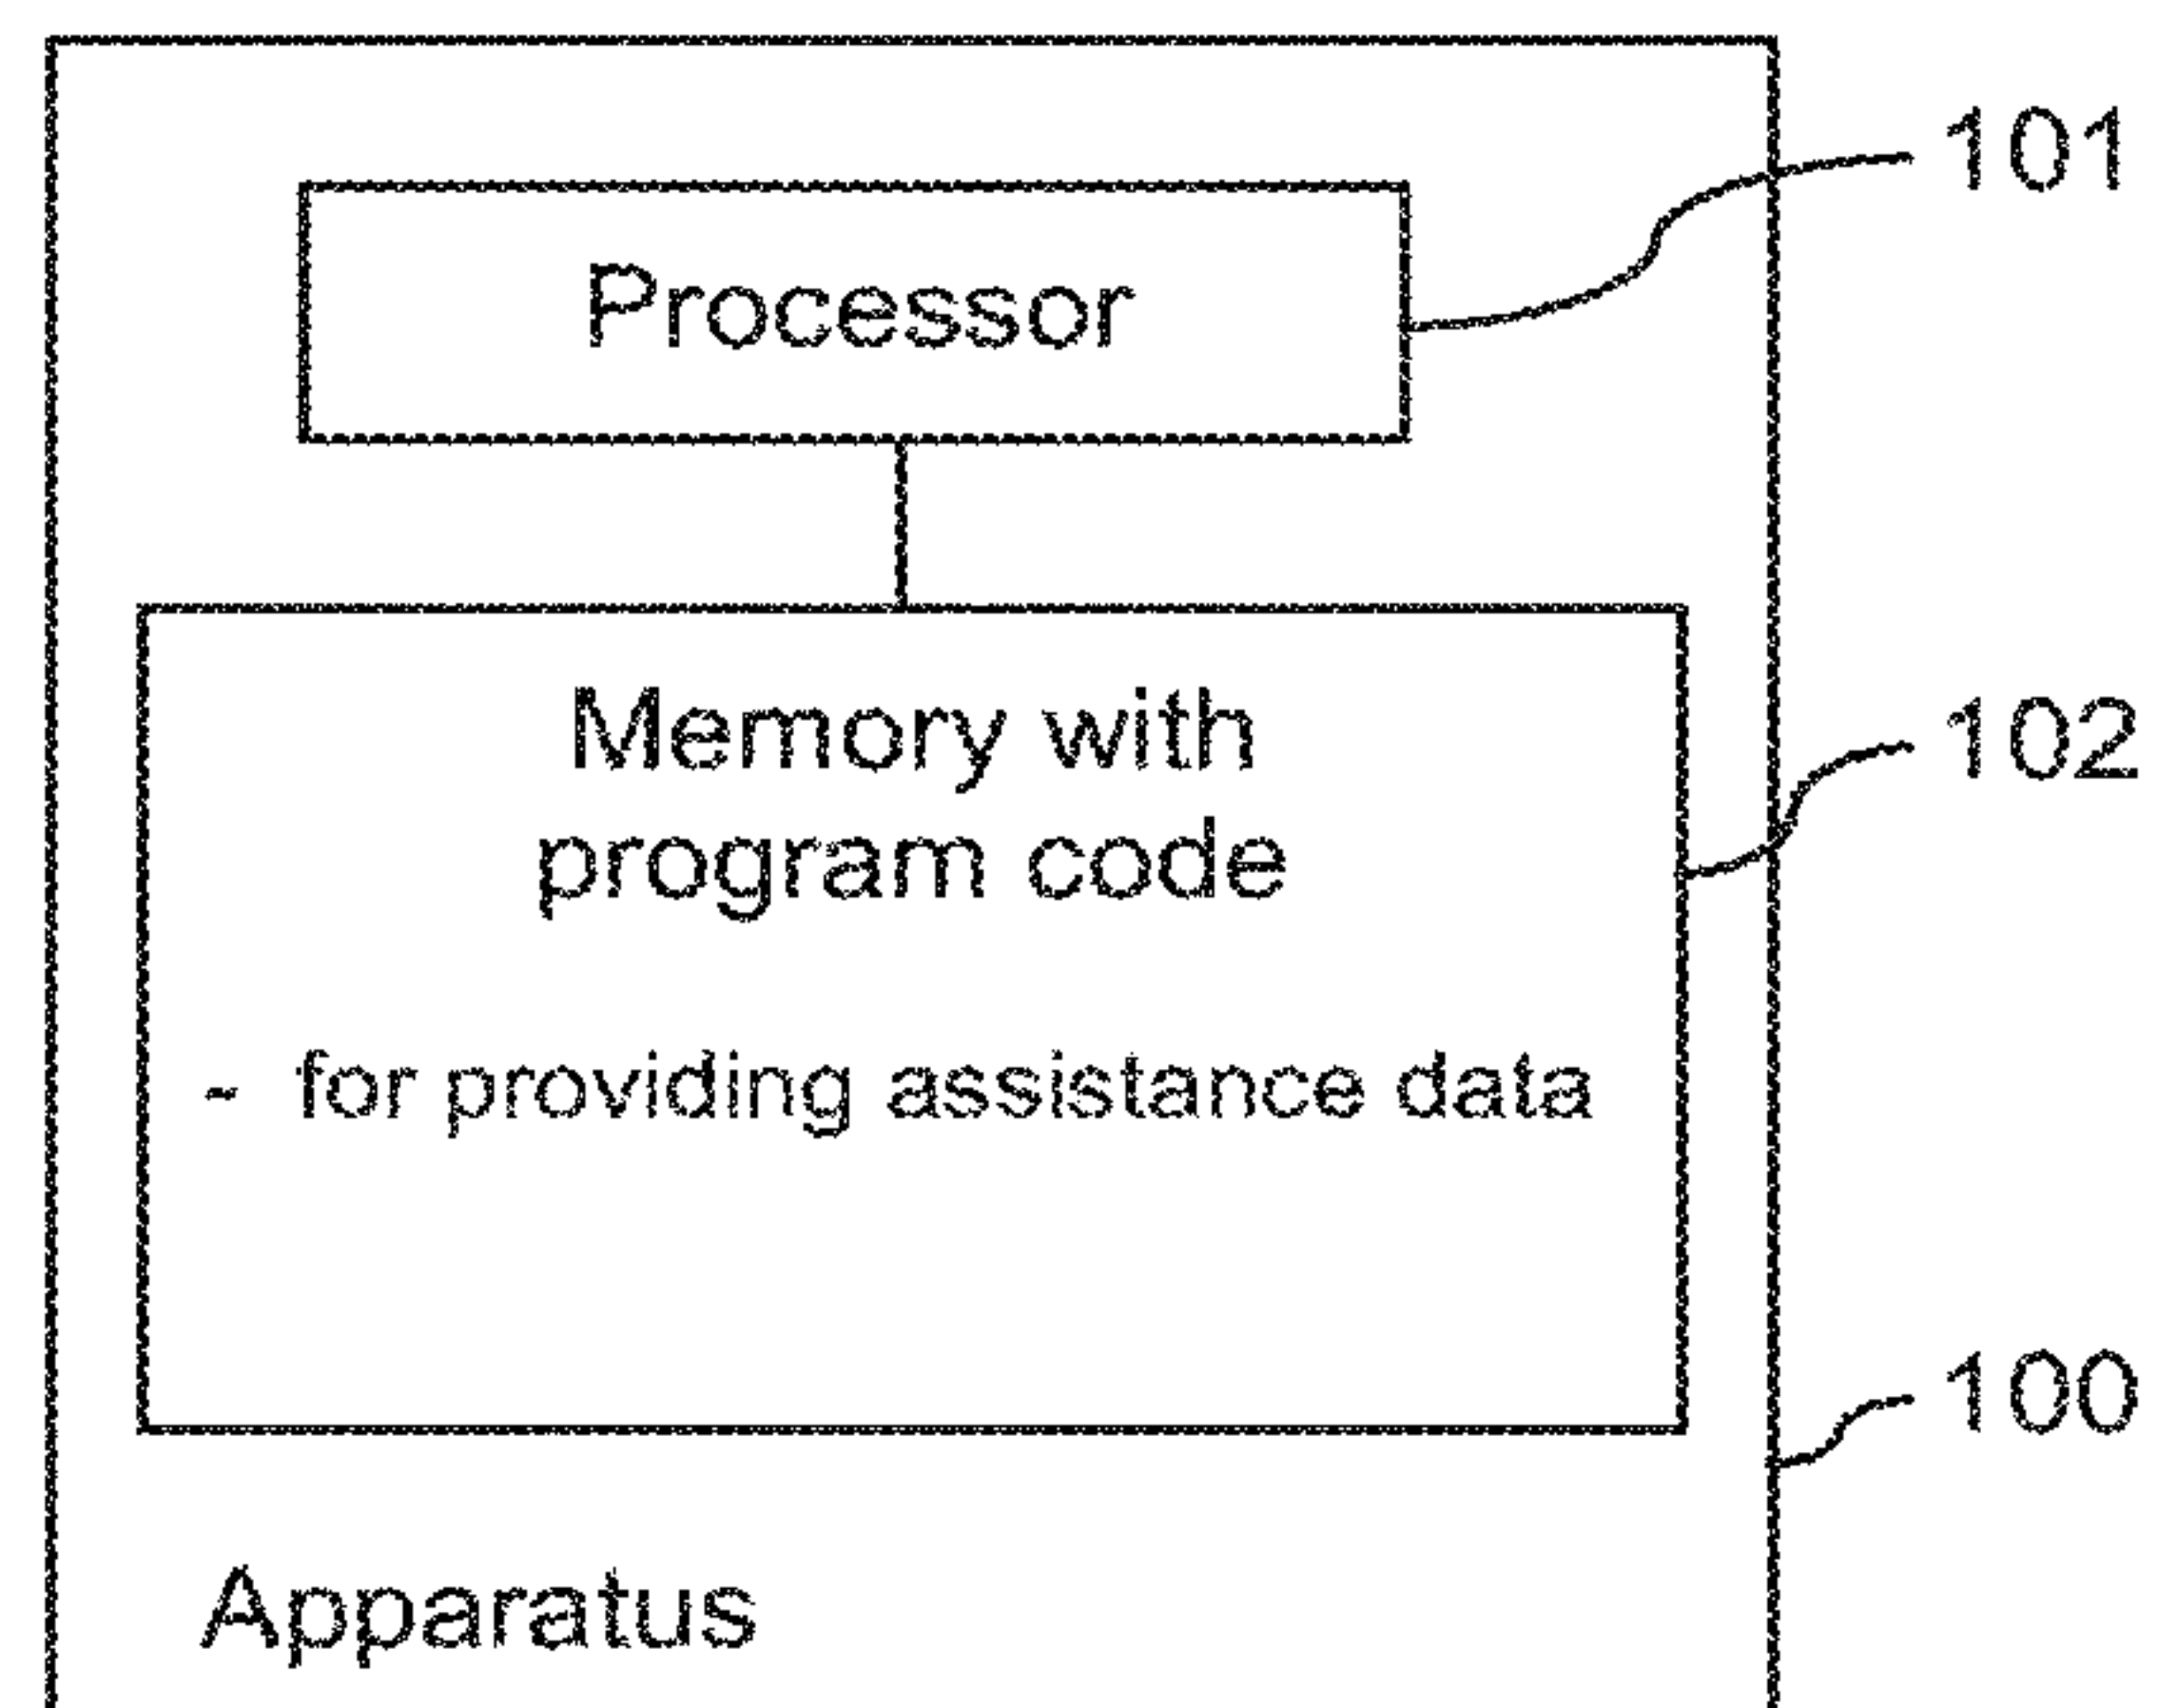 101
Processor
Memory with
102
program code
- for providing assistance data
100
Apparatus